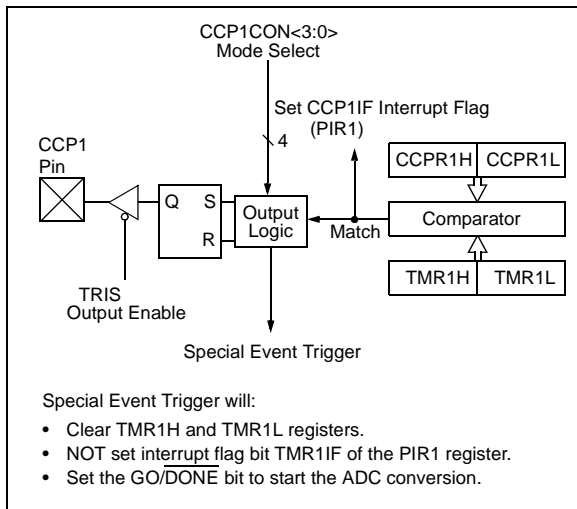 CCP1CON<3:0>
Mode Select
Set CCP1IF Interrupt Flag
(PIR1)
4
CCP1
Pin
CCPR1H CCPR1L
Q S
R
Output
Logic
Match
Comparator
TRIS
Output Enable
TMR1H TMR1L
Special Event Trigger
Special Event Trigger will:
• Clear TMR1H and TMR1L registers.
• NOT set interrupt flag bit TMR1IF of the PIR1 register.
• Set the GO/DONE bit to start the ADC conversion.